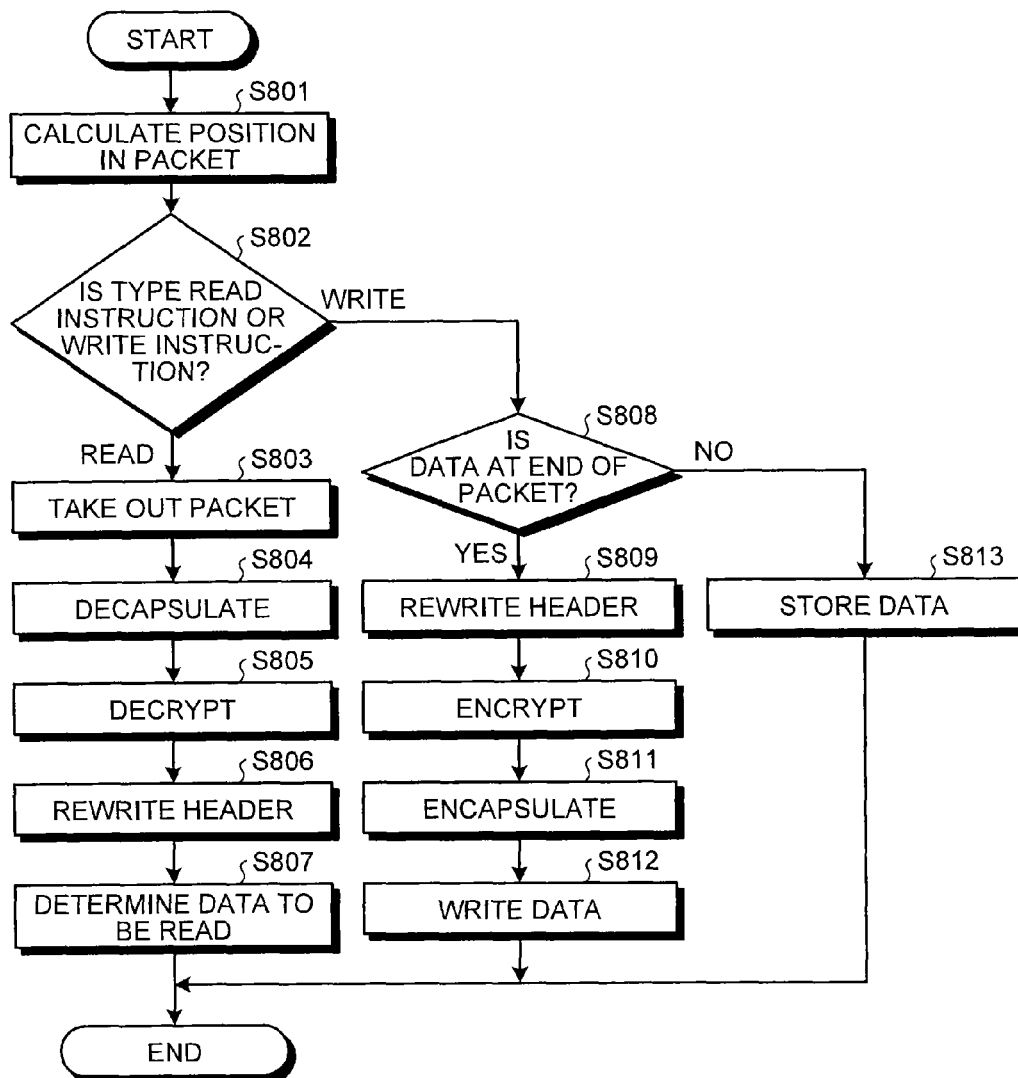 START
S801
CALCULATE POSITION
IN PACKET
S802
IS TYPE READ
INSTRUCTION OR
WRITE INSTRUC-
TION?
WRITE
READ
S803
TAKE OUT PACKET
S804
DECAPSULATE
S805
DECRYPT
S806
REWRITE HEADER
S807
DETERMINE DATA TO
BE READ
S808
IS
DATA AT END OF
PACKET?
NO
YES
S809
REWRITE HEADER
S810
ENCRYPT
S811
ENCAPSULATE
S812
WRITE DATA
S813
STORE DATA
END